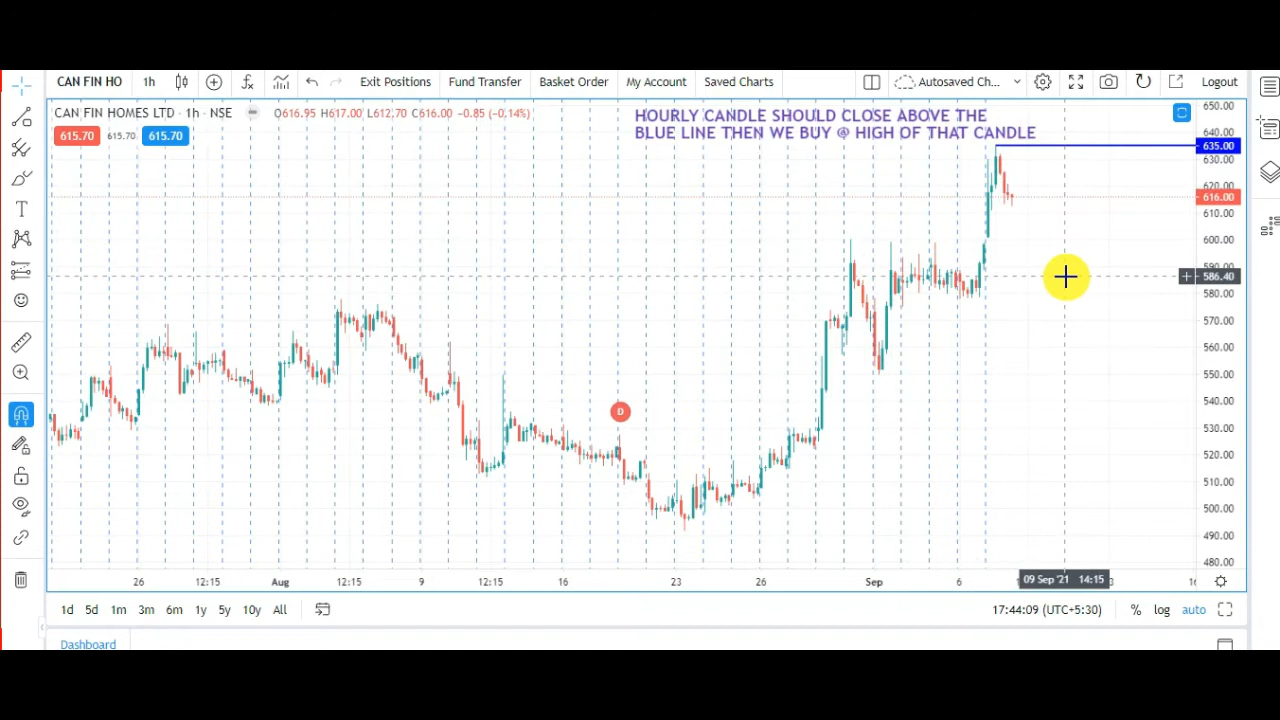 CAN FIN HO 1h Exit Positions Fund Transfer Basket Order My Account Saved Charts Autosaved Ch... Logout
CAN FIN HOMES LTD · 1h · NSE O616.95 H617.00 L612.70 C616.00 -0.85 (-0.14%)
615.70 615.70 615.70
HOURLY CANDLE SHOULD CLOSE ABOVE THE
BLUE LINE THEN WE BUY @ HIGH OF THAT CANDLE
650.00
640.00
635.00
630.00
620.00
616.00
610.00
600.00
590.00
586.40
580.00
570.00
560.00
550.00
540.00
D
530.00
520.00
510.00
500.00
490.00
480.00
26 12:15 Aug 12:15 9 12:15 16 23 26 Sep 6 09 Sep '21 14:15
1d 5d 1m 3m 6m 1y 5y 10y All 17:44:09 (UTC+5:30) % log auto
Dashboard